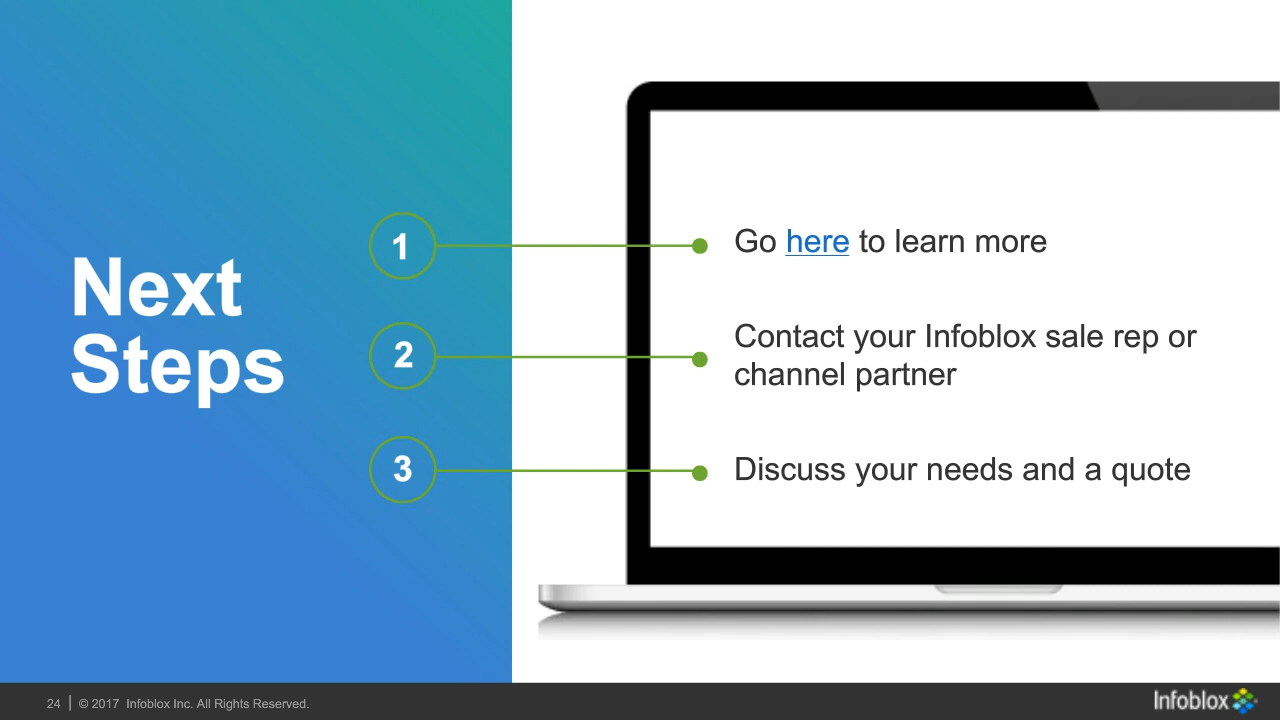 Next
Steps
1
Go here to learn more
2
Contact your Infoblox sale rep or
channel partner
3
Discuss your needs and a quote
24 | © 2017 Infoblox Inc. All Rights Reserved.
Infoblox